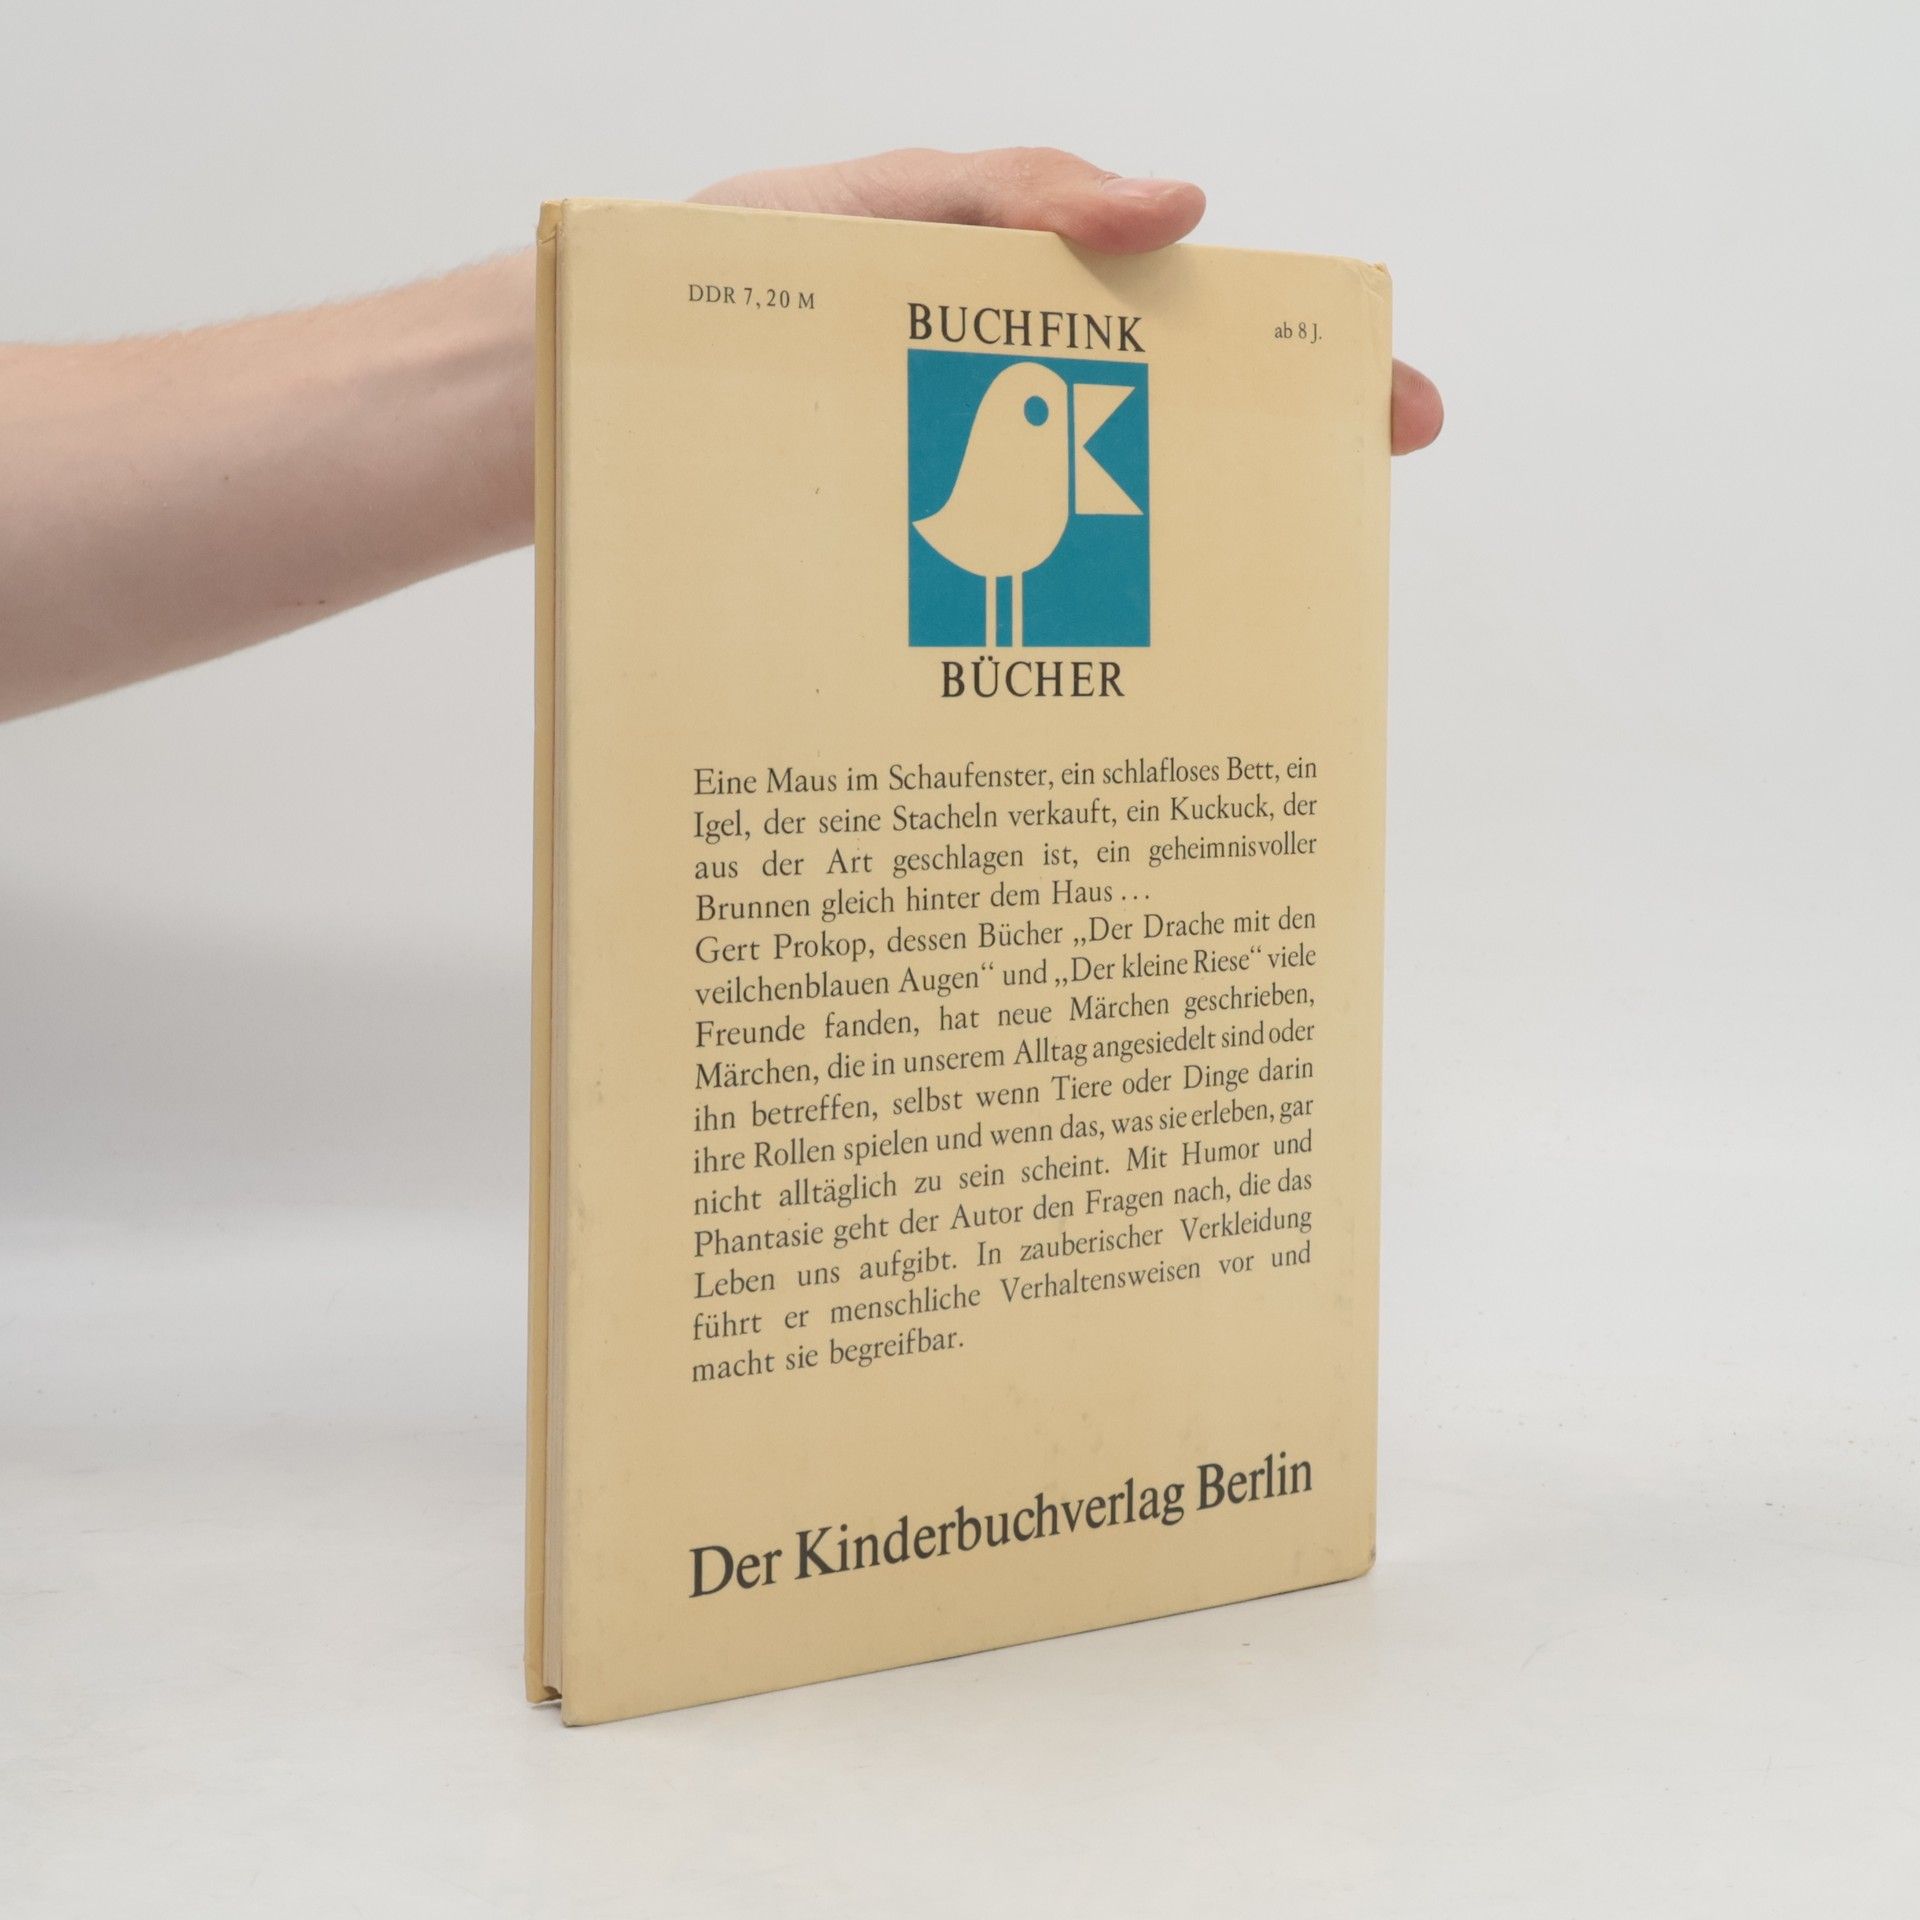 DDR 7,20 M
ab 8 J.
BUCHFINK
BÜCHER
Eine Maus im Schaufenster, ein schlafloses Bett, ein
Igel, der seine Stacheln verkauft, ein Kuckuck, der
aus der Art geschlagen ist, ein geheimnisvoller
Brunnen gleich hinter dem Haus ...
Gert Prokop, dessen Bücher „Der Drache mit den
veilchenblauen Augen“ und „Der kleine Riese“ viele
Freunde fanden, hat neue Märchen geschrieben,
Märchen, die in unserem Alltag angesiedelt sind oder
ihn betreffen, selbst wenn Tiere oder Dinge darin
ihre Rollen spielen und wenn das, was sie erleben, gar
nicht alltäglich zu sein scheint. Mit Humor und
Phantasie geht der Autor den Fragen nach, die das
Leben uns aufgibt. In zauberischer Verkleidung
führt er menschliche Verhaltensweisen vor und
macht sie begreifbar.
Der Kinderbuchverlag Berlin